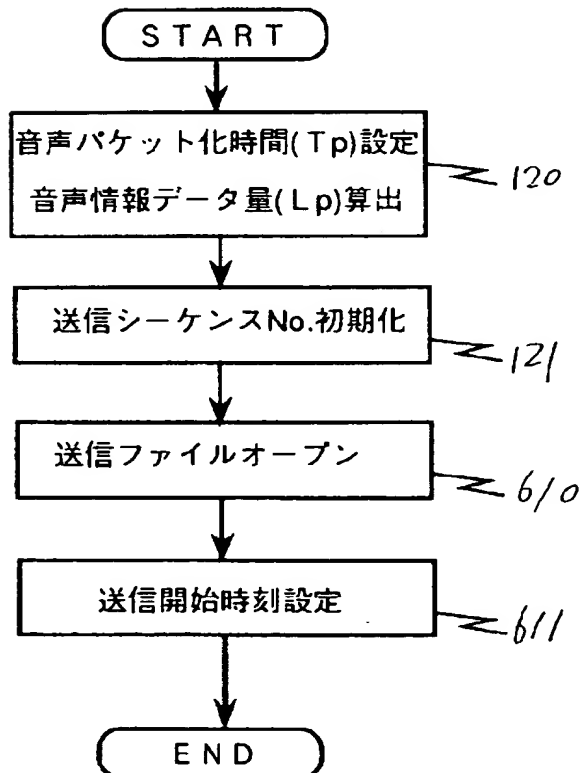 START
音声パケット化時間(Tp)設定
音声情報データ量(Lp)算出
120
送信シーケンスNo.初期化
121
送信ファイルオープン
610
送信開始時刻設定
611
END